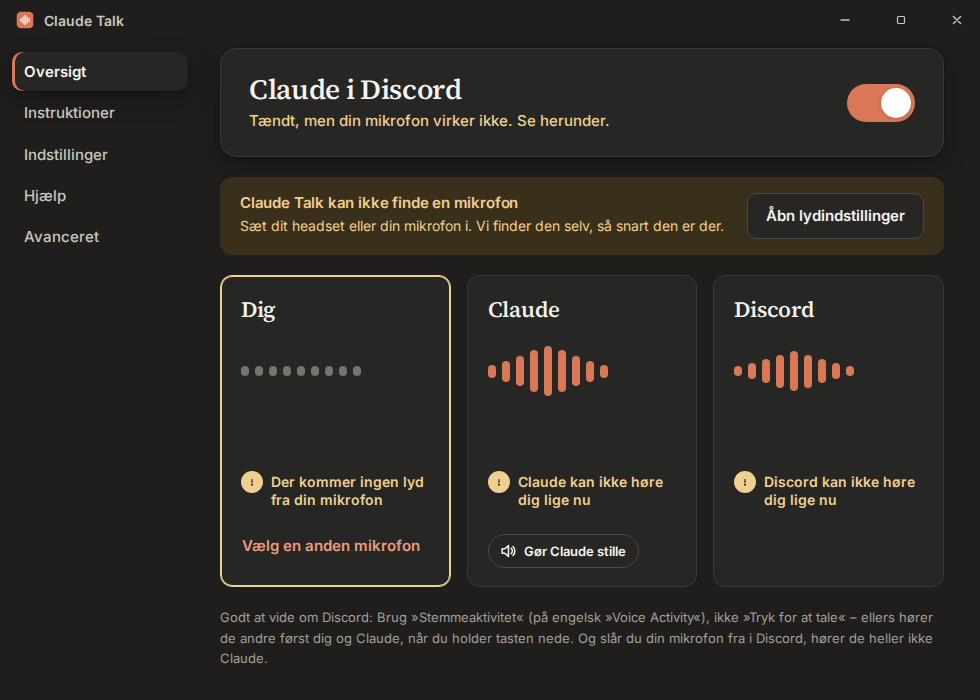 Claude Talk
Oversigt
Instruktioner
Indstillinger
Hjælp
Avanceret
Claude i Discord
Tændt, men din mikrofon virker ikke. Se herunder.
Claude Talk kan ikke finde en mikrofon
Sæt dit headset eller din mikrofon i. Vi finder den selv, så snart den er der.
Åbn lydindstillinger
Dig
Der kommer ingen lyd
fra din mikrofon
Vælg en anden mikrofon
Claude
Claude kan ikke høre
dig lige nu
Gør Claude stille
Discord
Discord kan ikke høre
dig lige nu
Godt at vide om Discord: Brug »Stemmeaktivitet« (på engelsk »Voice Activity«), ikke »Tryk for at tale« – ellers hører
de andre først dig og Claude, når du holder tasten nede. Og slår du din mikrofon fra i Discord, hører de heller ikke
Claude.